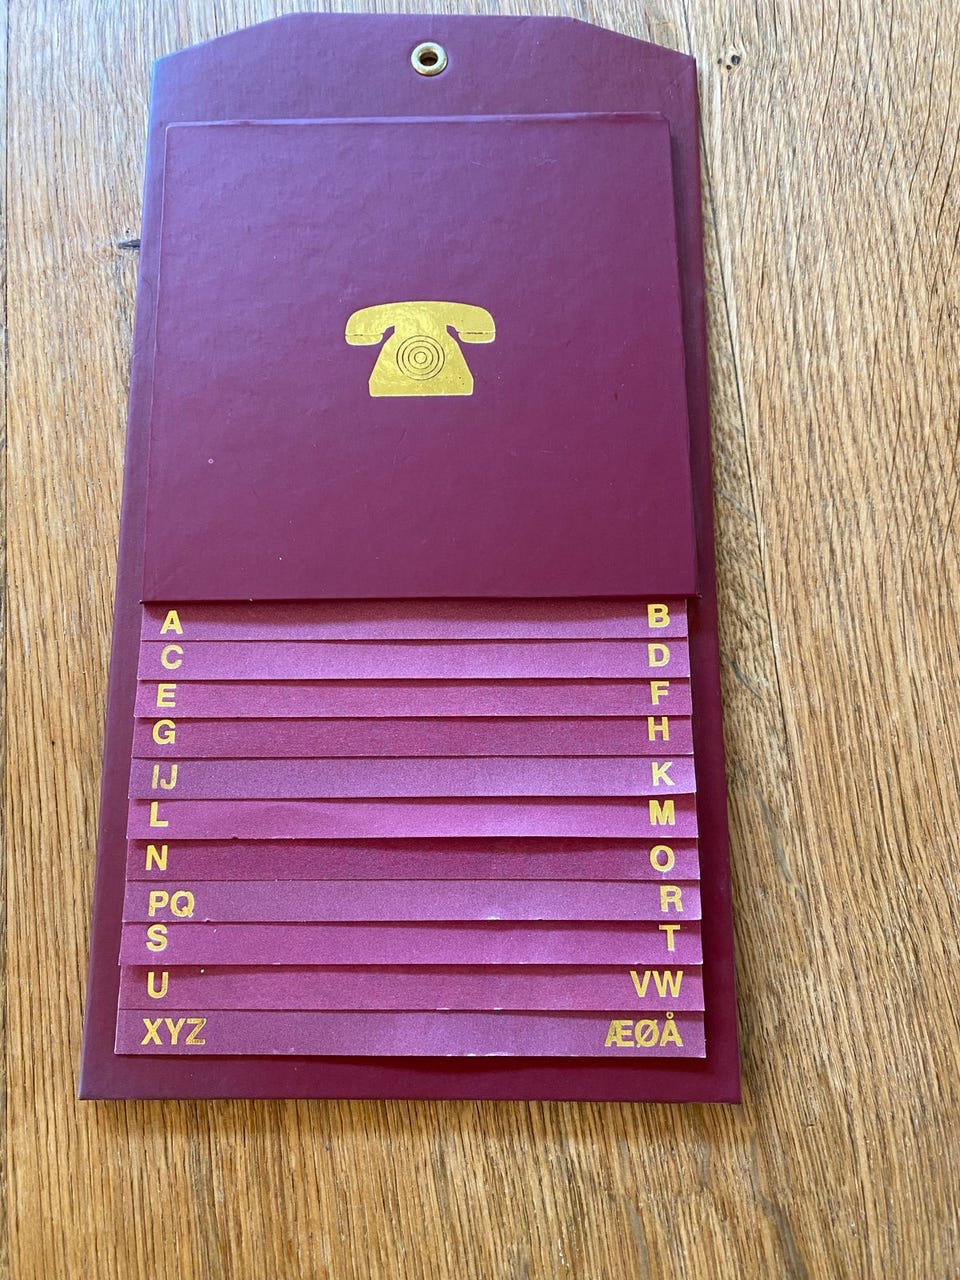 A B
C D
E F
G H
IJ K
L M
N O
PQ R
S T
U VW
XYZ ÆØÅ